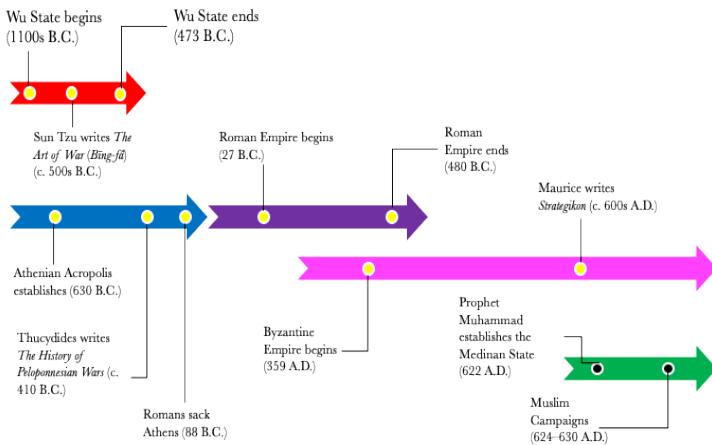 Wu State begins
(1100s B.C.)
Wu State ends
(473 B.C.)
Sun Tzu writes The
Art of War (Bīng-fǎ)
(c. 500s B.C.)
Roman Empire begins
(27 B.C.)
Roman
Empire ends
(480 B.C.)
Maurice writes
Strategikon (c. 600s A.D.)
Athenian Acropolis
establishes (630 B.C.)
Thucydides writes
The History of
Peloponnesian Wars (c.
410 B.C.)
Romans sack
Athens (88 B.C.)
Byzantine
Empire begins
(359 A.D.)
Prophet
Muhammad
establishes the
Medinan State
(622 A.D.)
Muslim
Campaigns
(624–630 A.D.)